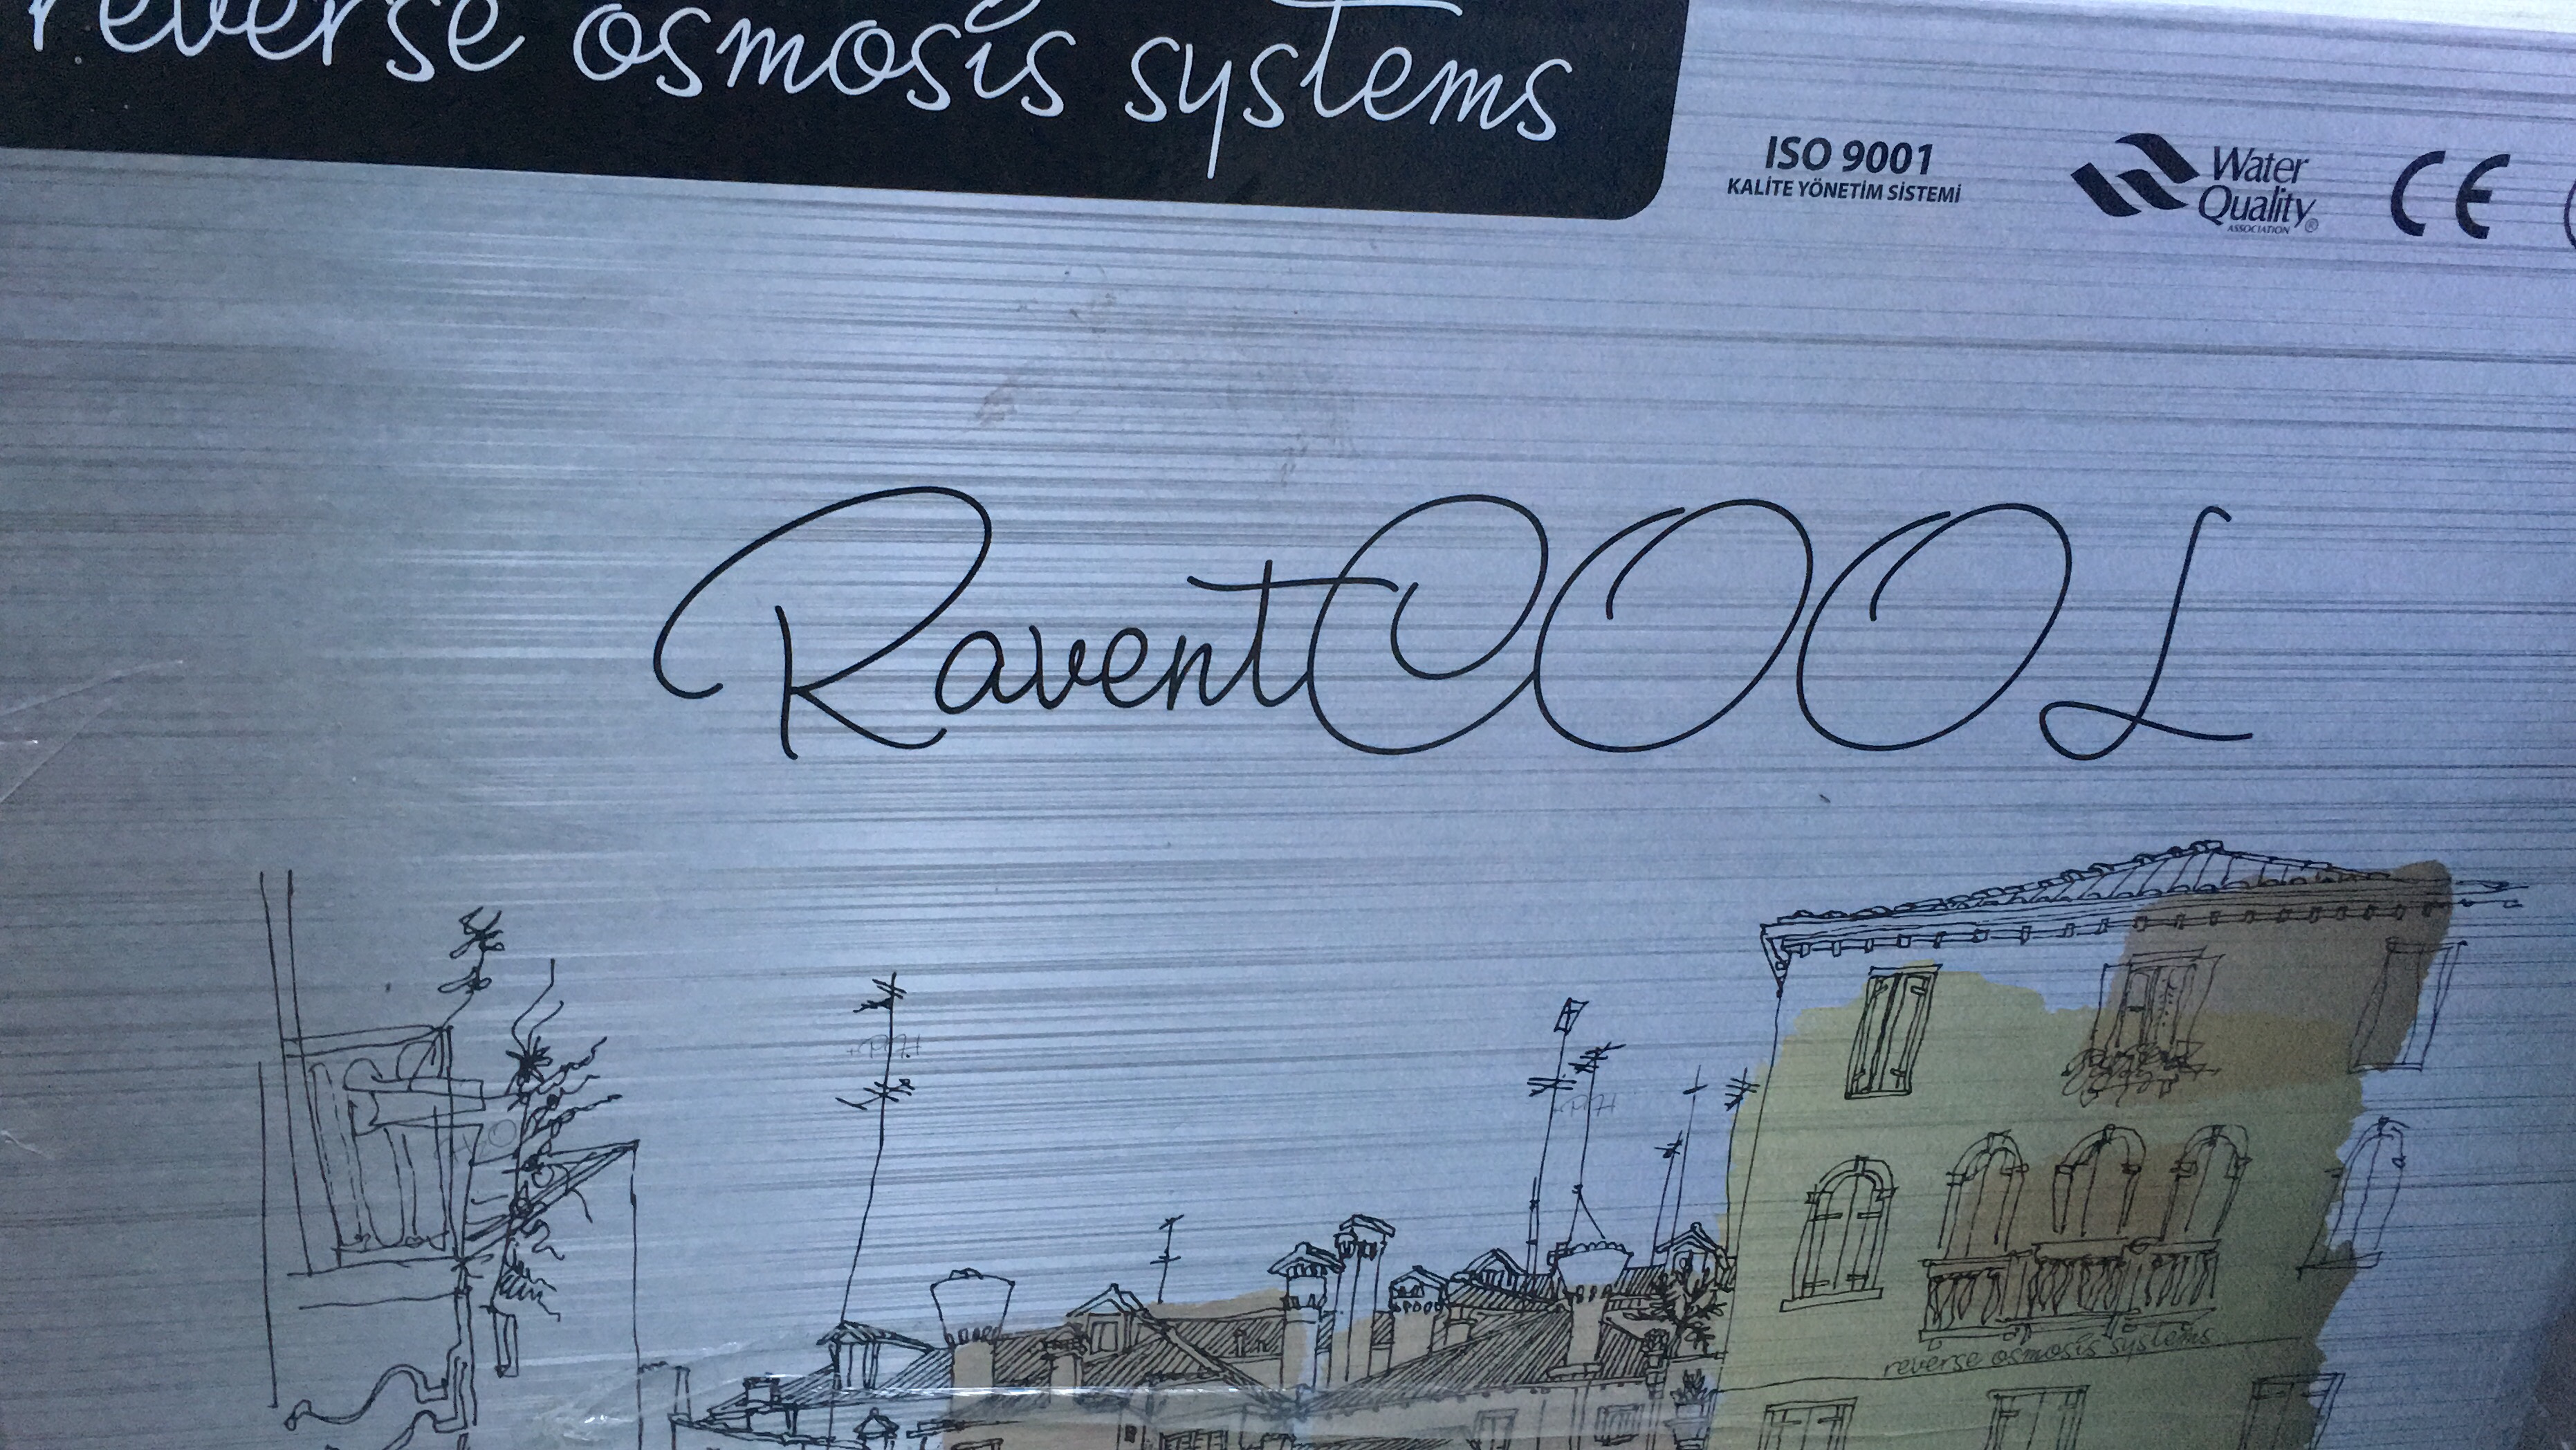 reverse osmosis systems
ISO 9001
KALİTE YÖNETİM SİSTEMİ
Water
Quality
ASSOCIATION ®
CE
RaventCOOL
reverse osmosis systems